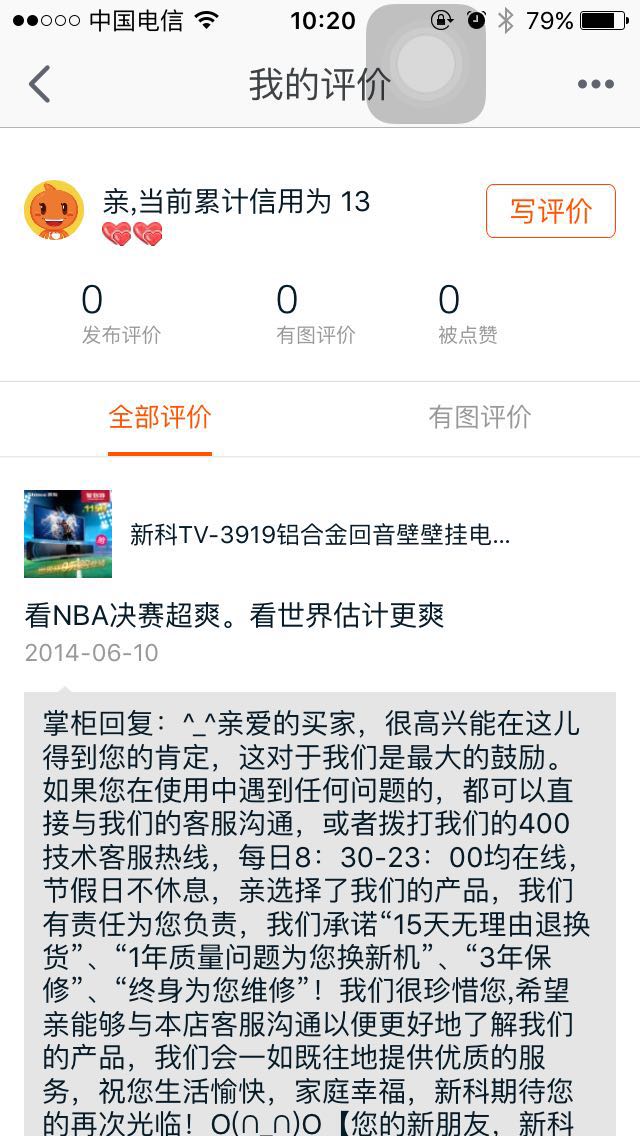 中国电信
10:20
79%
我的评价
亲,当前累计信用为 13
写评价
0
0
0
发布评价
有图评价
被点赞
全部评价
有图评价
新科TV-3919铝合金回音壁壁挂电...
看NBA决赛超爽。看世界估计更爽
2014-06-10
掌柜回复：^_^亲爱的买家，很高兴能在这儿
得到您的肯定，这对于我们是最大的鼓励。
如果您在使用中遇到任何问题的，都可以直
接与我们的客服沟通，或者拨打我们的400
技术客服热线，每日8：30-23：00均在线，
节假日不休息，亲选择了我们的产品，我们
有责任为您负责，我们承诺“15天无理由退换
货”、“1年质量问题为您换新机”、“3年保
修”、“终身为您维修”！我们很珍惜您,希望
亲能够与本店客服沟通以便更好地了解我们
的产品，我们会一如既往地提供优质的服
务，祝您生活愉快，家庭幸福，新科期待您
的再次光临！O(∩_∩)O【您的新朋友，新科